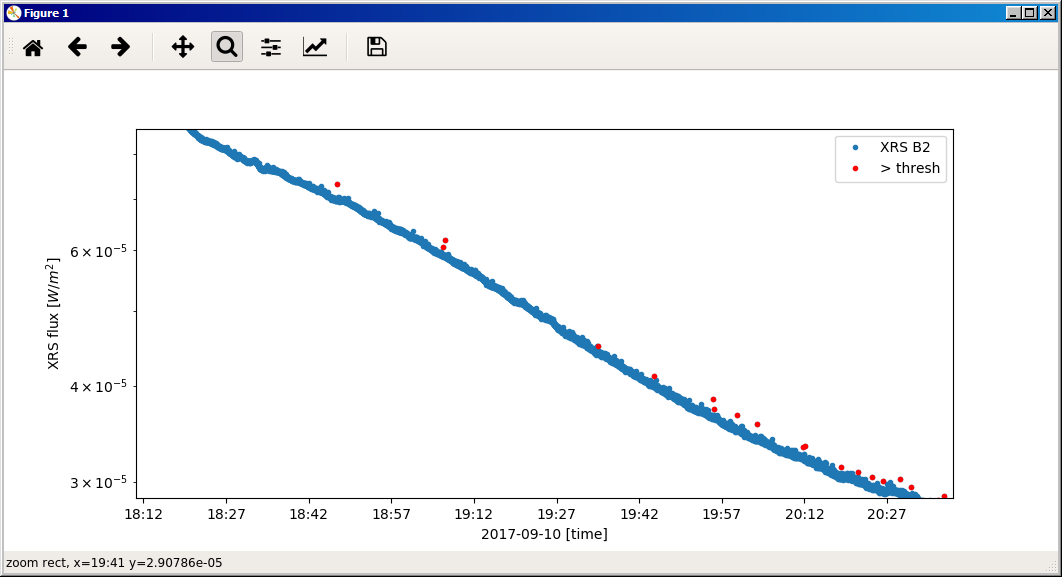 Figure 1
XRS B2
> thresh
6 × 10⁻⁵
4 × 10⁻⁵
3 × 10⁻⁵
XRS flux [W/m²]
18:12 18:27 18:42 18:57 19:12 19:27 19:42 19:57 20:12 20:27
2017-09-10 [time]
zoom rect, x=19:41 y=2.90786e-05